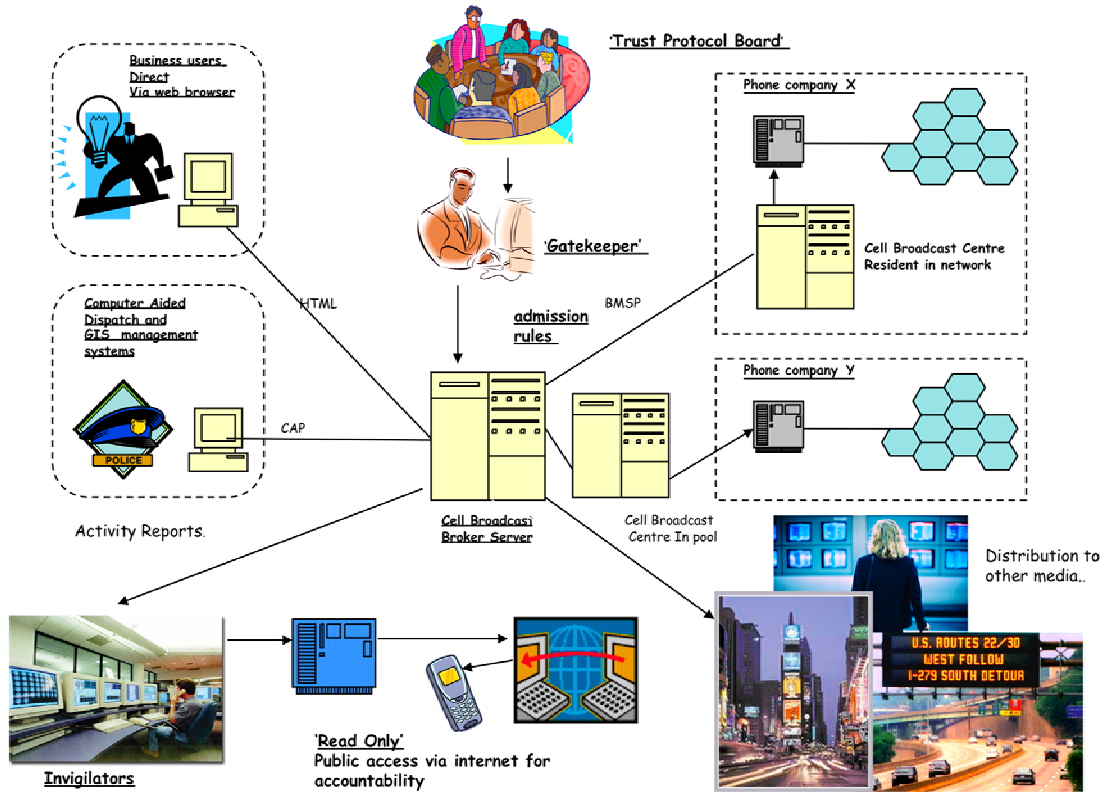 'Trust Protocol Board'
Business users,
Direct
Via web browser
Phone company X
Cell Broadcast Centre
Resident in network
'Gatekeeper'
HTML
BMSP
admission
rules
Computer Aided
Dispatch and
GIS management
systems
POLICE
CAP
Phone company Y
Activity Reports.
Cell Broadcast
Broker Server
Cell Broadcast
Centre In pool
Distribution to
other media..
U.S. ROUTES 22/30
WEST FOLLOW
I-279 SOUTH DETOUR
Invigilators
'Read Only'
Public access via internet for
accountability